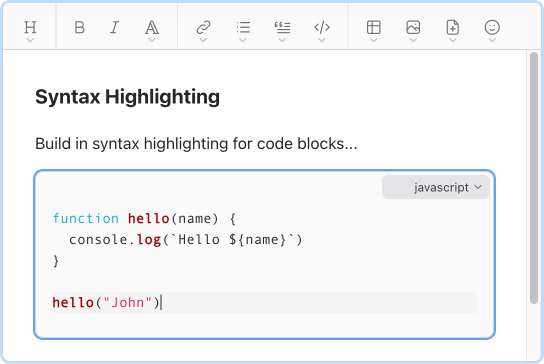 H B I A </>
Syntax Highlighting
Build in syntax highlighting for code blocks...
javascript
function hello(name) {
  console.log(`Hello ${name}`)
}
hello("John")